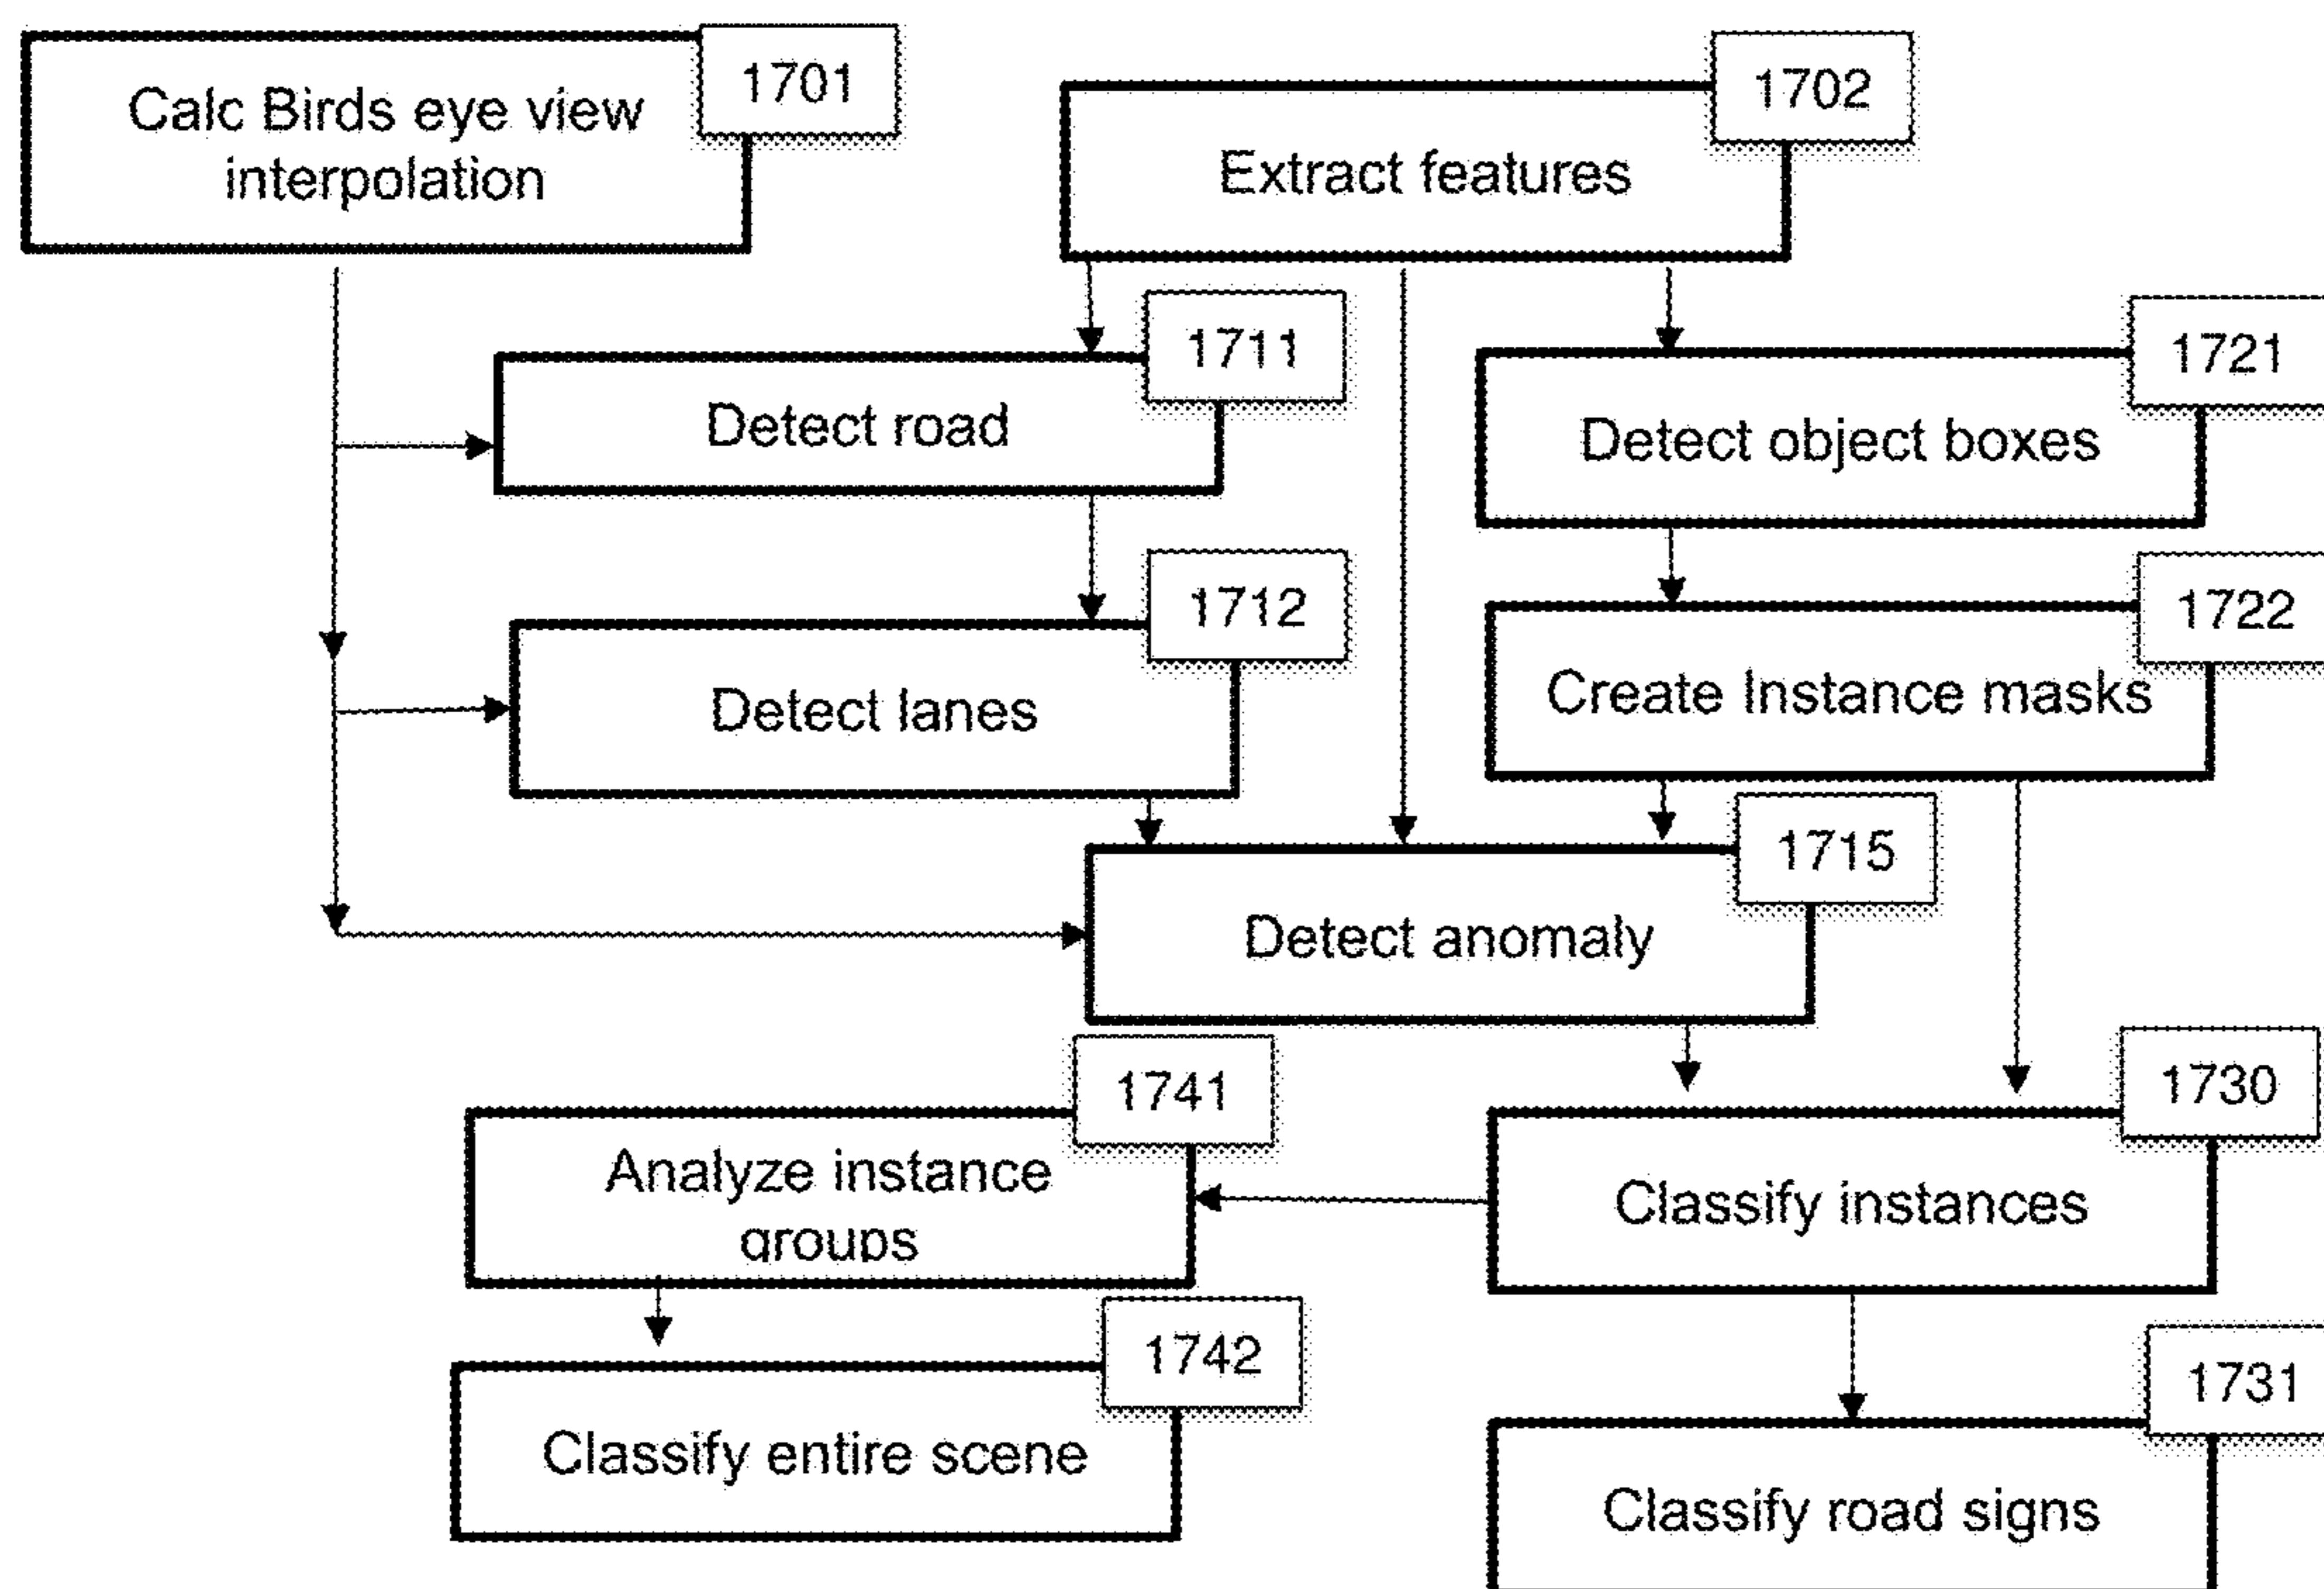 1701
Calc Birds eye view
interpolation
1702
Extract features
1711
Detect road
1721
Detect object boxes
1712
Detect lanes
1722
Create Instance masks
1715
Detect anomaly
1741
Analyze instance
groups
1730
Classify instances
1742
Classify entire scene
1731
Classify road signs